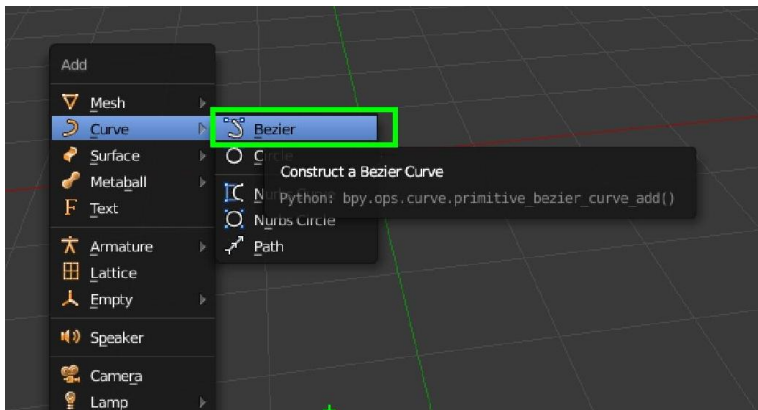 Add
Mesh
Curve
Surface
Metaball
Text
Armature
Lattice
Empty
Speaker
Camera
Lamp
Bezier
Construct a Bezier Curve
Python: bpy.ops.curve.primitive_bezier_curve_add()
Nurbs Circle
Path